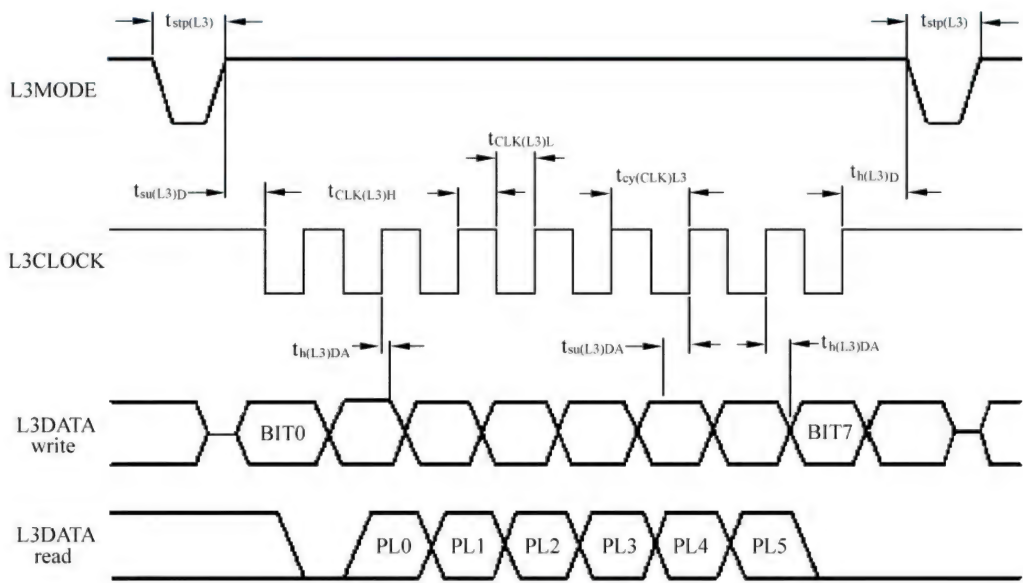 tstp(L3) tstp(L3)
L3MODE
tCLK(L3)L
tsu(L3)D tCLK(L3)H tcy(CLK)L3 th(L3)D
L3CLOCK
th(L3)DA tsu(L3)DA th(L3)DA
L3DATA
write
BIT0 BIT7
L3DATA
read
PL0 PL1 PL2 PL3 PL4 PL5